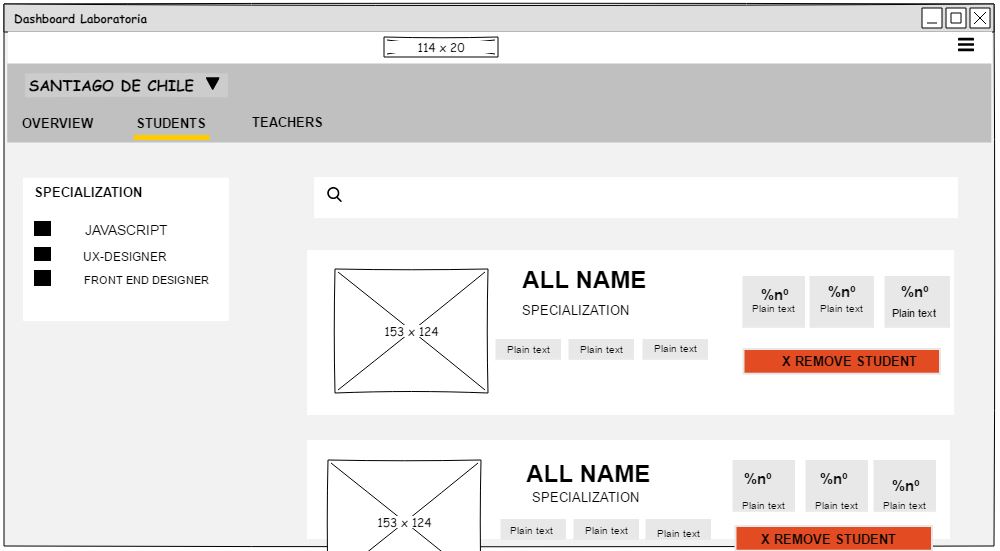 Dashboard Laboratoria
114 x 20
SANTIAGO DE CHILE
OVERVIEW STUDENTS TEACHERS
SPECIALIZATION
JAVASCRIPT
UX-DESIGNER
FRONT END DESIGNER
153 x 124
ALL NAME
SPECIALIZATION
Plain text Plain text Plain text
%nº %nº %nº
Plain text Plain text Plain text
X REMOVE STUDENT
153 x 124
ALL NAME
SPECIALIZATION
Plain text Plain text Plain text
%nº %nº %nº
Plain text Plain text Plain text
X REMOVE STUDENT